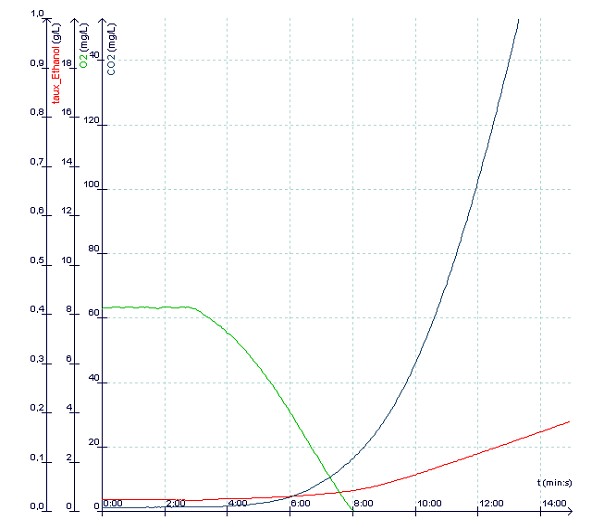 1,0
taux_Ethanol (g/L)
O2 (mg/L)
CO2 (mg/L)
0,9 18 40
0,8 16 120
0,7 14 100
0,6 12
0,5 10 80
0,4 8 60
0,3 6 40
0,2 4 20
0,1 2
t (min:s)
0,0 0 0 0:00 2:00 4:00 6:00 8:00 10:00 12:00 14:00